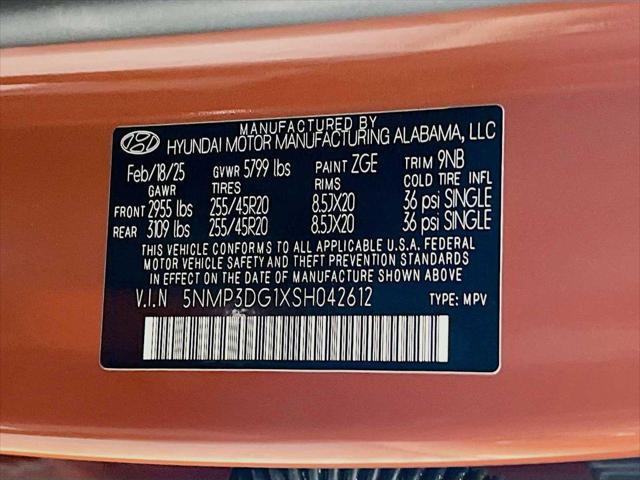 MANUFACTURED BY
HYUNDAI MOTOR MANUFACTURING ALABAMA, LLC
Feb/18/25 GVWR 5799 lbs PAINT ZGE TRIM 9NB
GAWR TIRES RIMS COLD TIRE INFL
FRONT 2955 lbs 255/45R20 8.5JX20 36 psi SINGLE
REAR 3109 lbs 255/45R20 8.5JX20 36 psi SINGLE
THIS VEHICLE CONFORMS TO ALL APPLICABLE U.S.A. FEDERAL
MOTOR VEHICLE SAFETY AND THEFT PREVENTION STANDARDS
IN EFFECT ON THE DATE OF MANUFACTURE SHOWN ABOVE.
V.I.N 5NMP3DG1XSH042612 TYPE: MPV